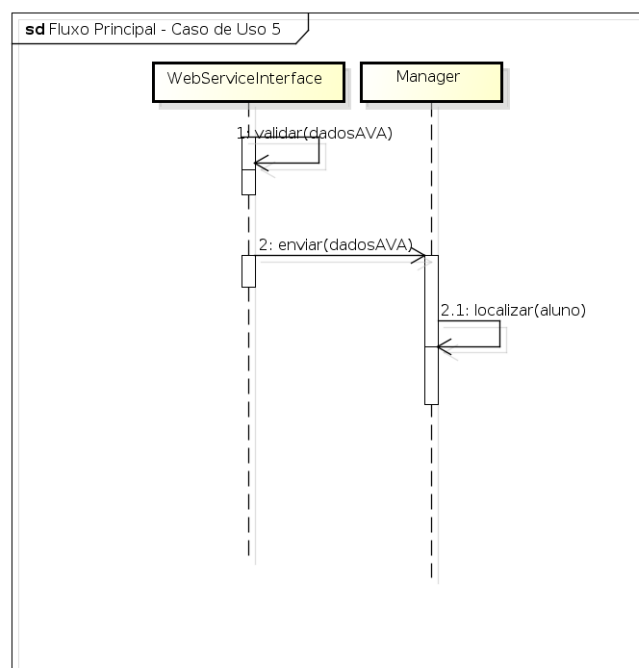 sd Fluxo Principal - Caso de Uso 5
WebServiceInterface
Manager
1: validar(dadosAVA)
2: enviar(dadosAVA)
2.1: localizar(aluno)